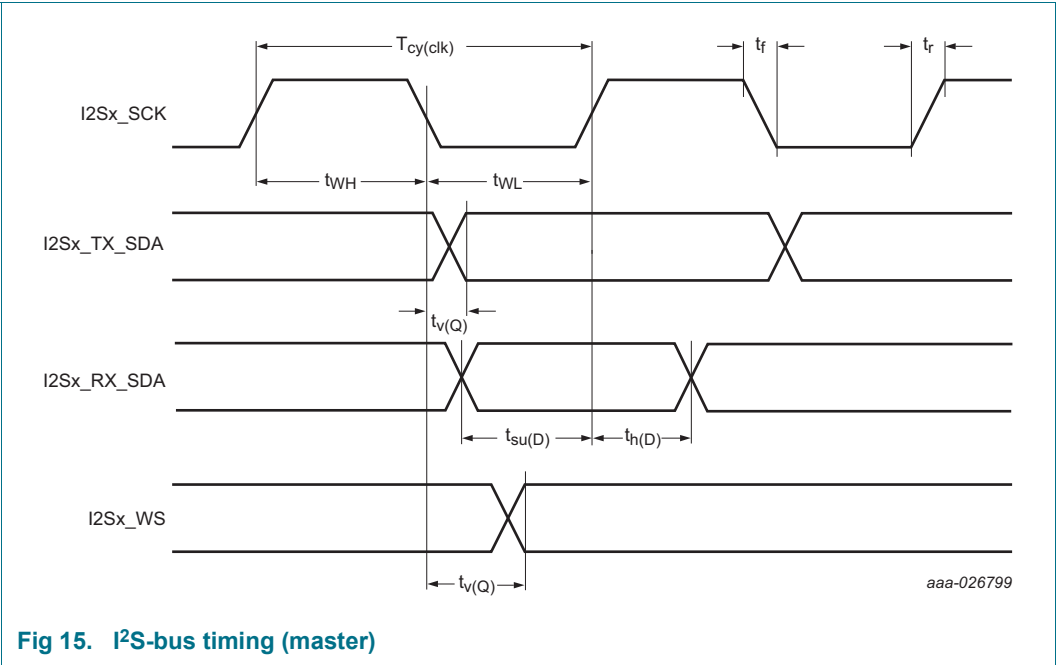 Tcy(clk) tf tr
I2Sx_SCK
tWH tWL
I2Sx_TX_SDA
tv(Q)
I2Sx_RX_SDA
tsu(D) th(D)
I2Sx_WS
tv(Q)
aaa-026799
Fig 15. I²S-bus timing (master)